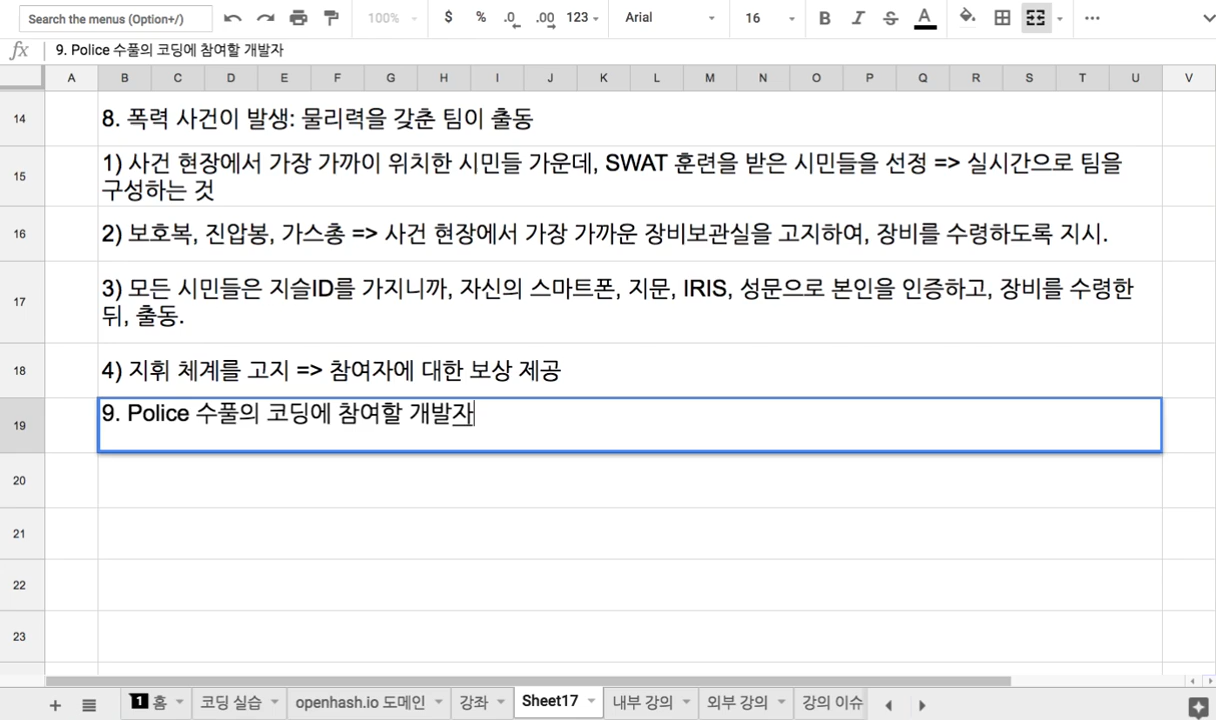 Search the menus (Option+/)
100%
$ % .0 .00 123
Arial
16
B I S A
fx 9. Police 수풀의 코딩에 참여할 개발자
A B C D E F G H I J K L M N O P Q R S T U V
14 8. 폭력 사건이 발생: 물리력을 갖춘 팀이 출동
15 1) 사건 현장에서 가장 가까이 위치한 시민들 가운데, SWAT 훈련을 받은 시민들을 선정 => 실시간으로 팀을
구성하는 것
16 2) 보호복, 진압봉, 가스총 => 사건 현장에서 가장 가까운 장비보관실을 고지하여, 장비를 수령하도록 지시.
17 3) 모든 시민들은 지슬ID를 가지니까, 자신의 스마트폰, 지문, IRIS, 성문으로 본인을 인증하고, 장비를 수령한
뒤, 출동.
18 4) 지휘 체계를 고지 => 참여자에 대한 보상 제공
19 9. Police 수풀의 코딩에 참여할 개발자
20
21
22
23
1 홈 코딩 실습 openhash.io 도메인 강좌 Sheet17 내부 강의 외부 강의 강의 이슈